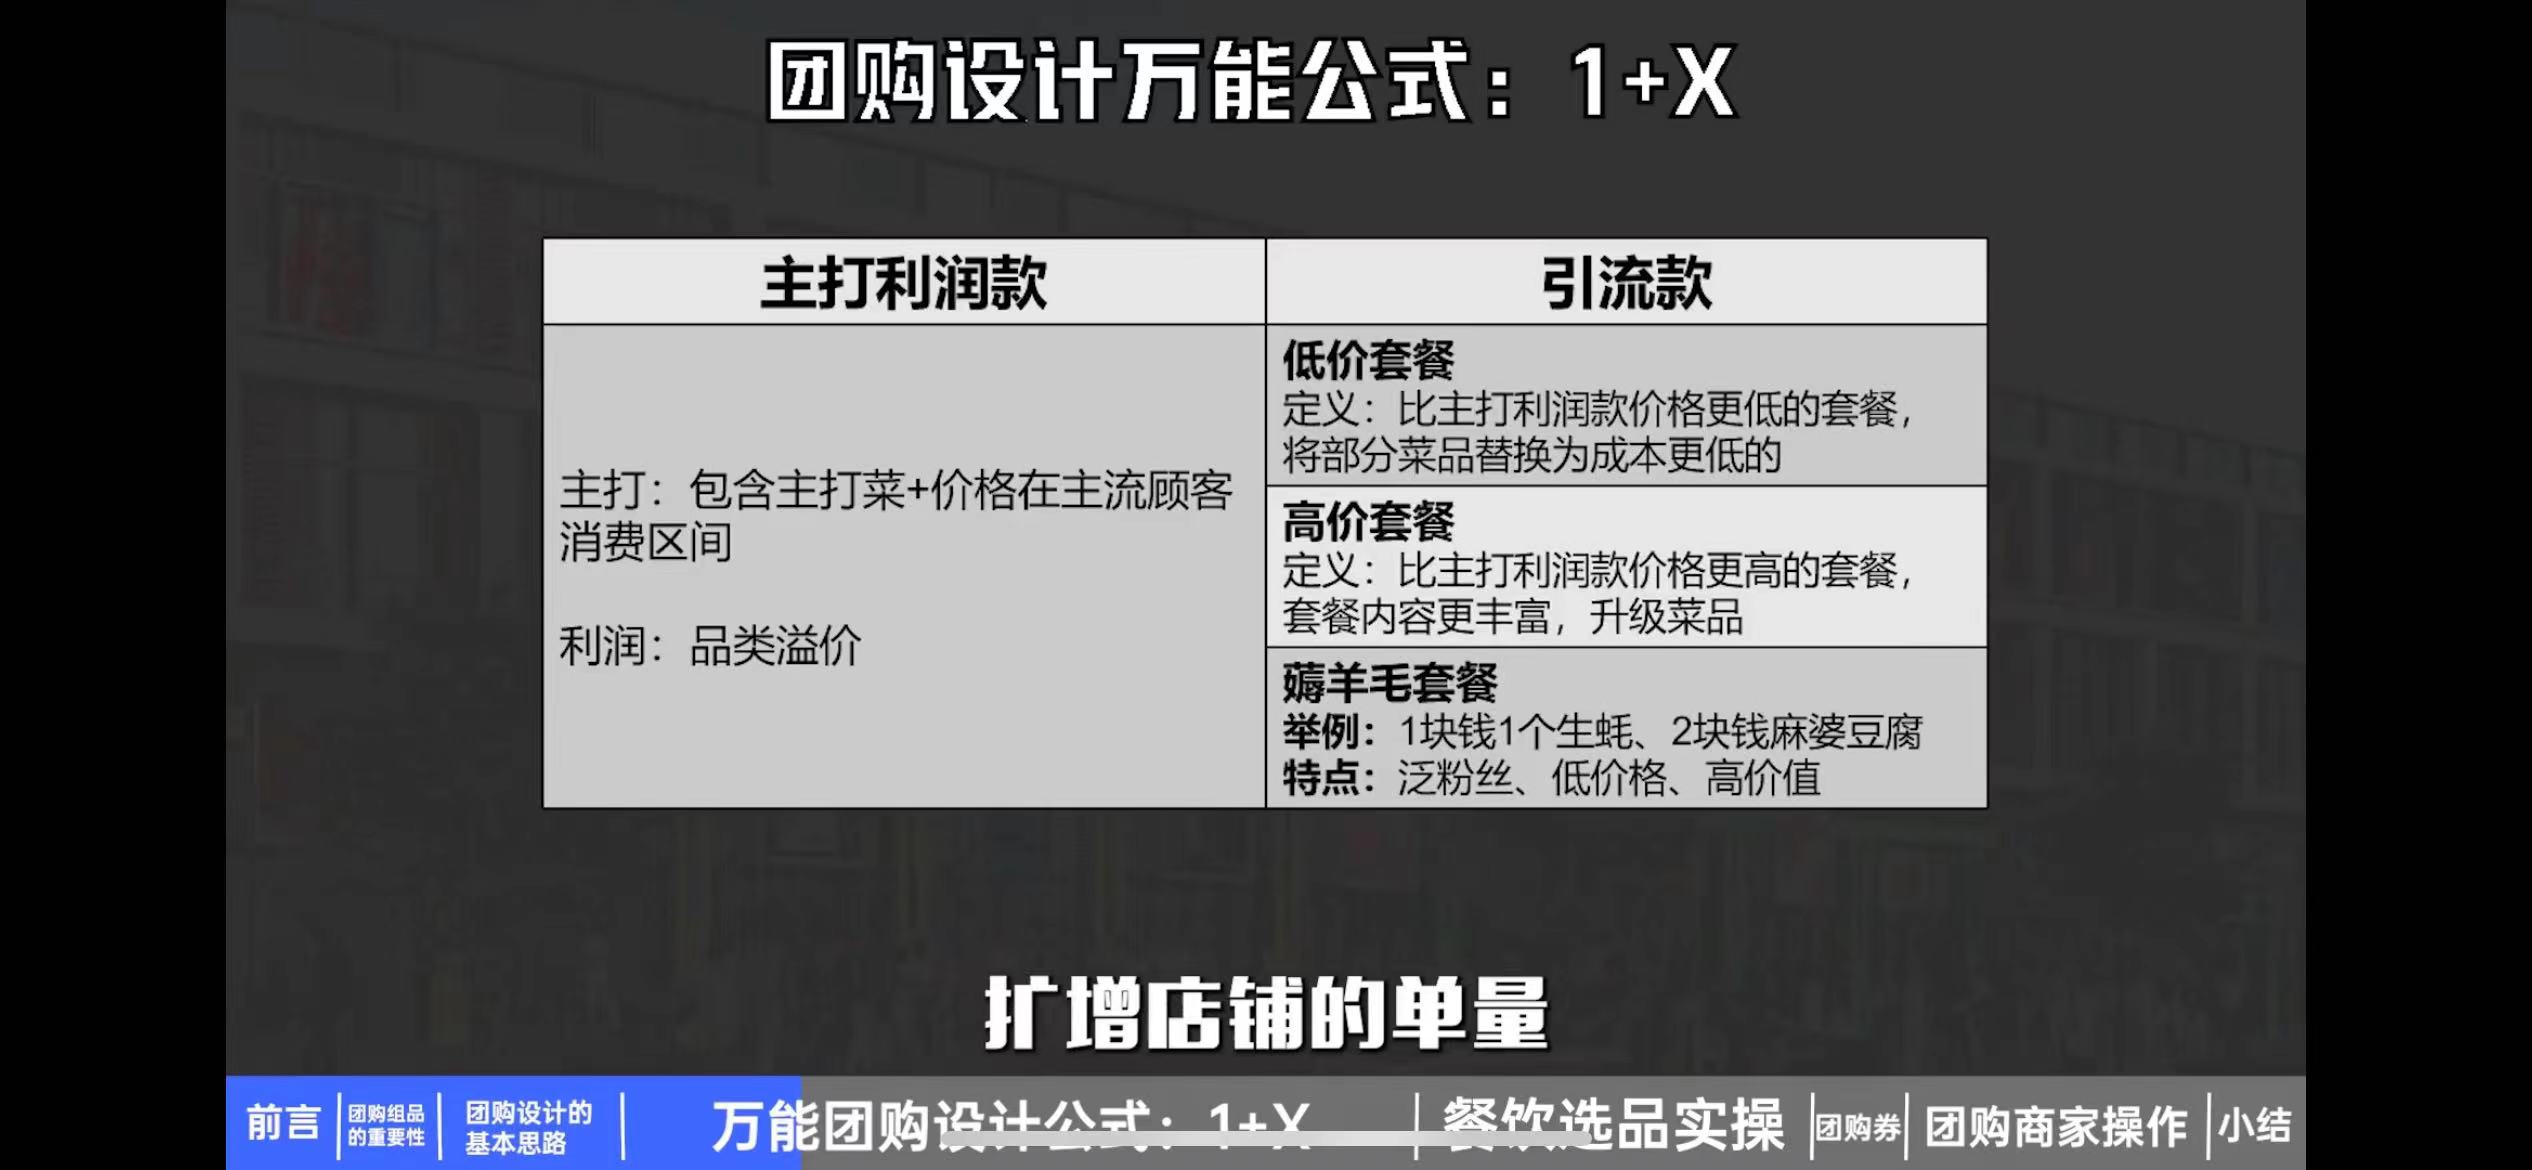 团购设计万能公式：1+X
主打利润款
引流款
主打：包含主打菜+价格在主流顾客
消费区间
利润：品类溢价
低价套餐
定义：比主打利润款价格更低的套餐，
将部分菜品替换为成本更低的
高价套餐
定义：比主打利润款价格更高的套餐，
套餐内容更丰富，升级菜品
薅羊毛套餐
举例：1块钱1个生蚝、2块钱麻婆豆腐
特点：泛粉丝、低价格、高价值
扩增店铺的单量
前言
团购组品
的重要性
团购设计的
基本思路
万能团购设计公式：1+X
餐饮选品实操
团购券
团购商家操作
小结